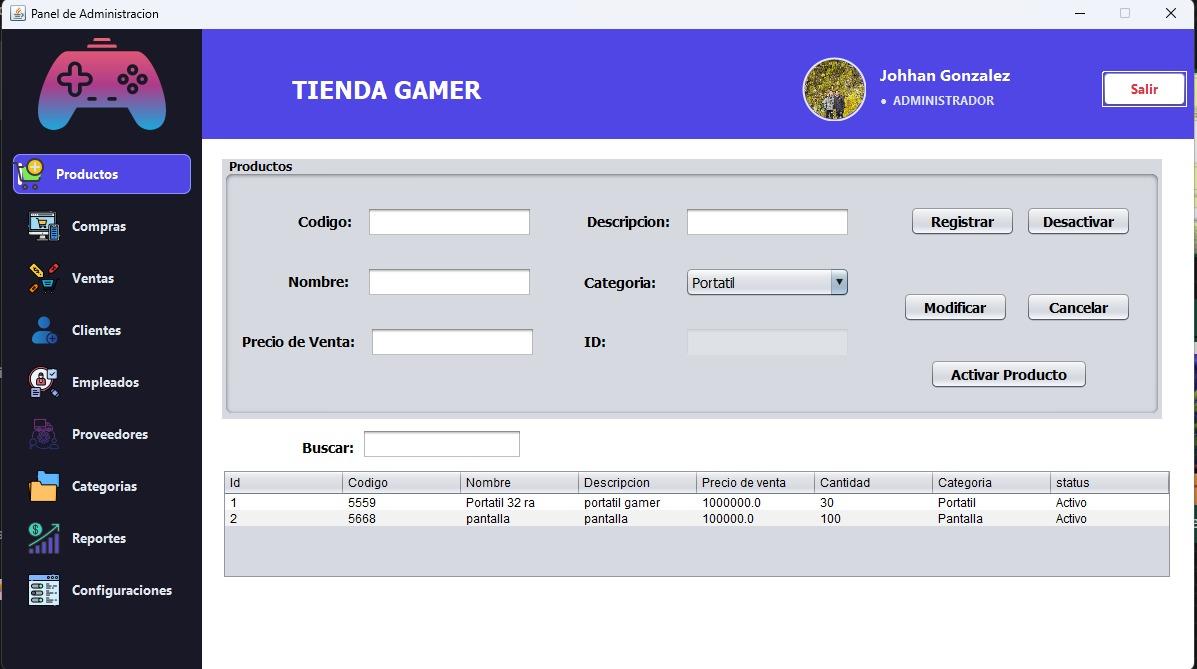 Panel de Administracion
TIENDA GAMER
Johhan Gonzalez
• ADMINISTRADOR
Salir
Productos
Compras
Ventas
Clientes
Empleados
Proveedores
Categorias
Reportes
Configuraciones
Productos
Codigo:
Descripcion:
Registrar
Desactivar
Nombre:
Categoria:
Portatil
Modificar
Cancelar
Precio de Venta:
ID:
Activar Producto
Buscar:
Id Codigo Nombre Descripcion Precio de venta Cantidad Categoria status
1 5559 Portatil 32 ra portatil gamer 1000000.0 30 Portatil Activo
2 5668 pantalla pantalla 100000.0 100 Pantalla Activo